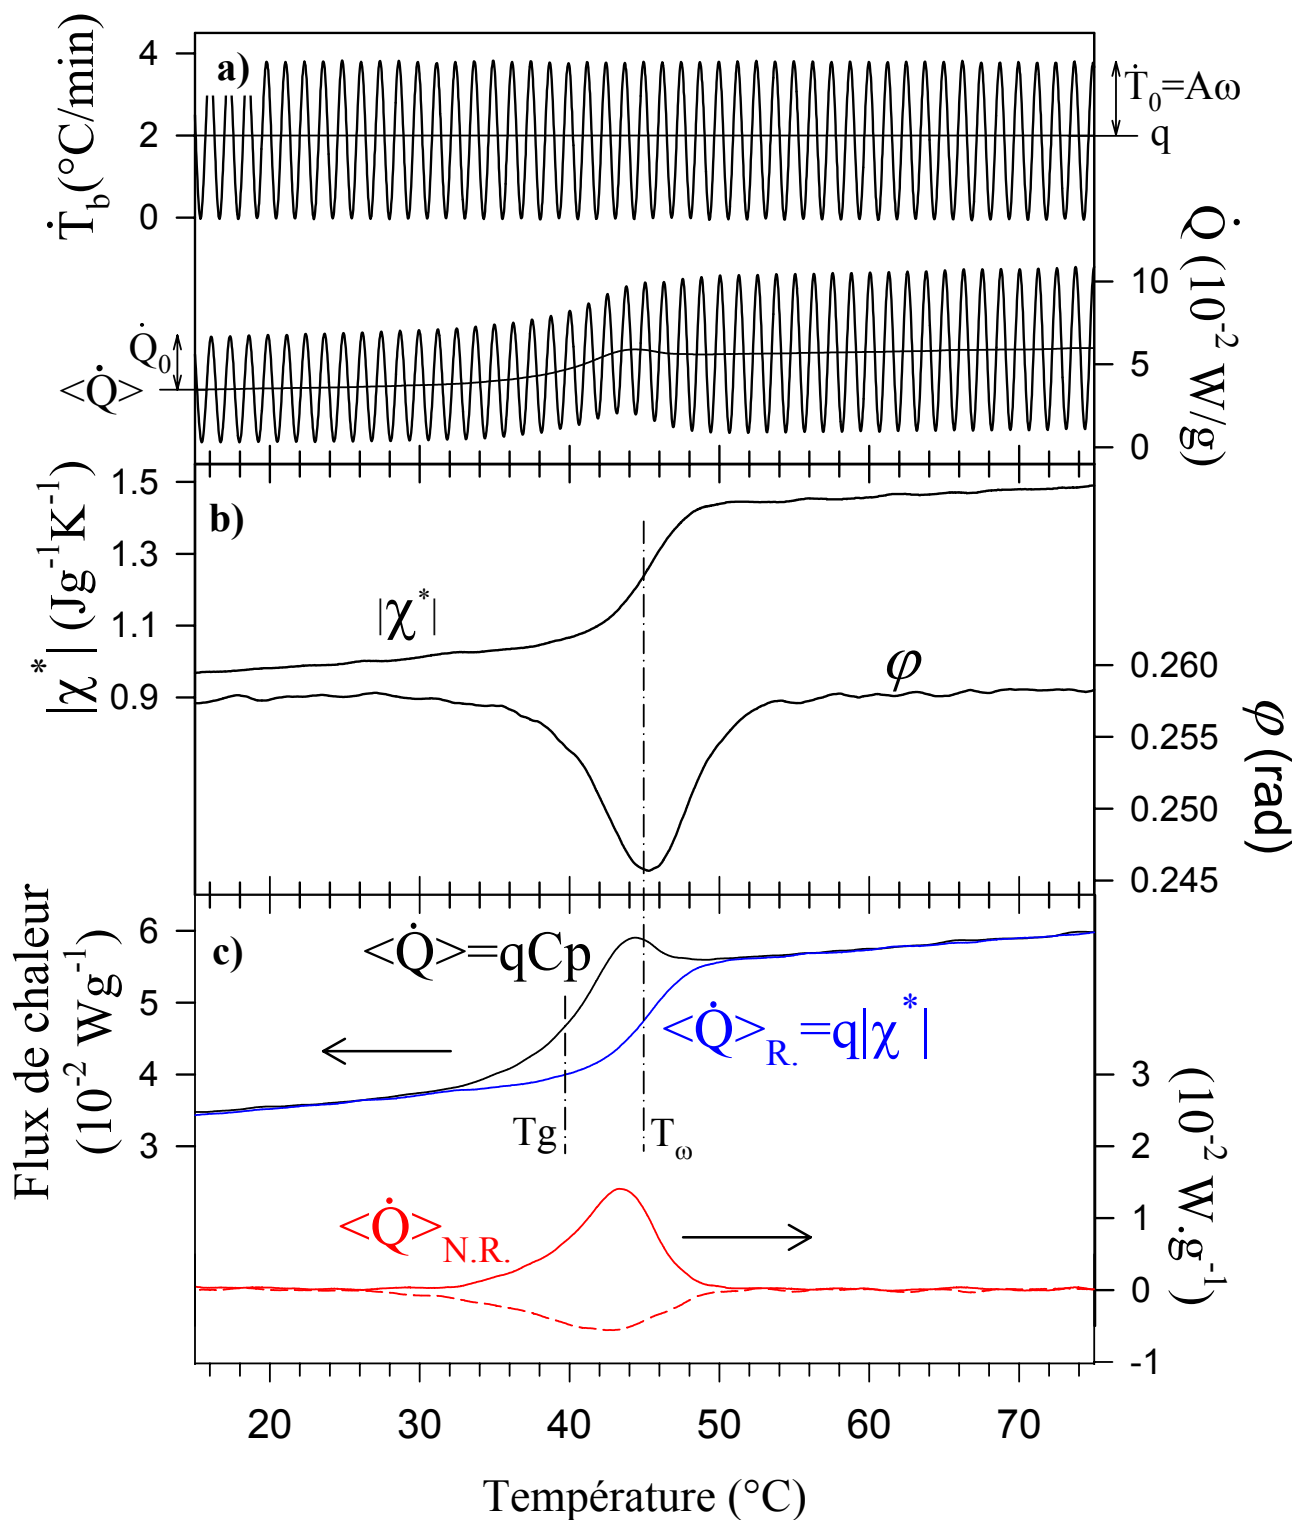 a)
Ṫb(°C/min)
4
2
0
Ṫ0=Aω
q
Q̇ (10-2 W/g)
10
5
0
Q̇0
<Q̇>
b)
|χ*| (Jg-1K-1)
1.5
1.3
1.1
0.9
|χ*|
φ
0.260
0.255
0.250
0.245
φ (rad)
c)
Flux de chaleur
(10-2 Wg-1)
6
5
4
3
<Q̇>=qCp
<Q̇>R.=q|χ*|
Tg
Tω
<Q̇>N.R.
3
2
1
0
-1
(10-2 W.g-1)
20 30 40 50 60 70
Température (°C)